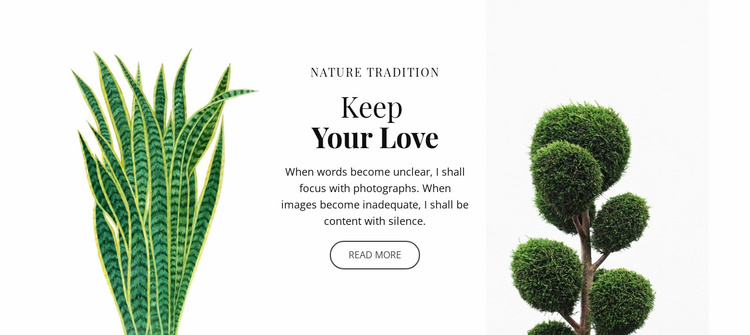 NATURE TRADITION
Keep
Your Love
When words become unclear, I shall
focus with photographs. When
images become inadequate, I shall be
content with silence.
READ MORE